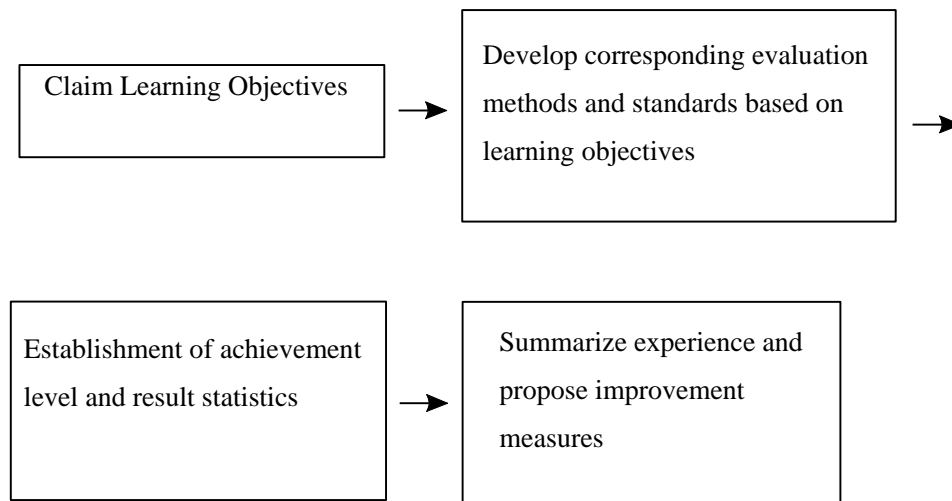 Claim Learning Objectives
Develop corresponding evaluation
methods and standards based on
learning objectives
Establishment of achievement
level and result statistics
Summarize experience and
propose improvement
measures